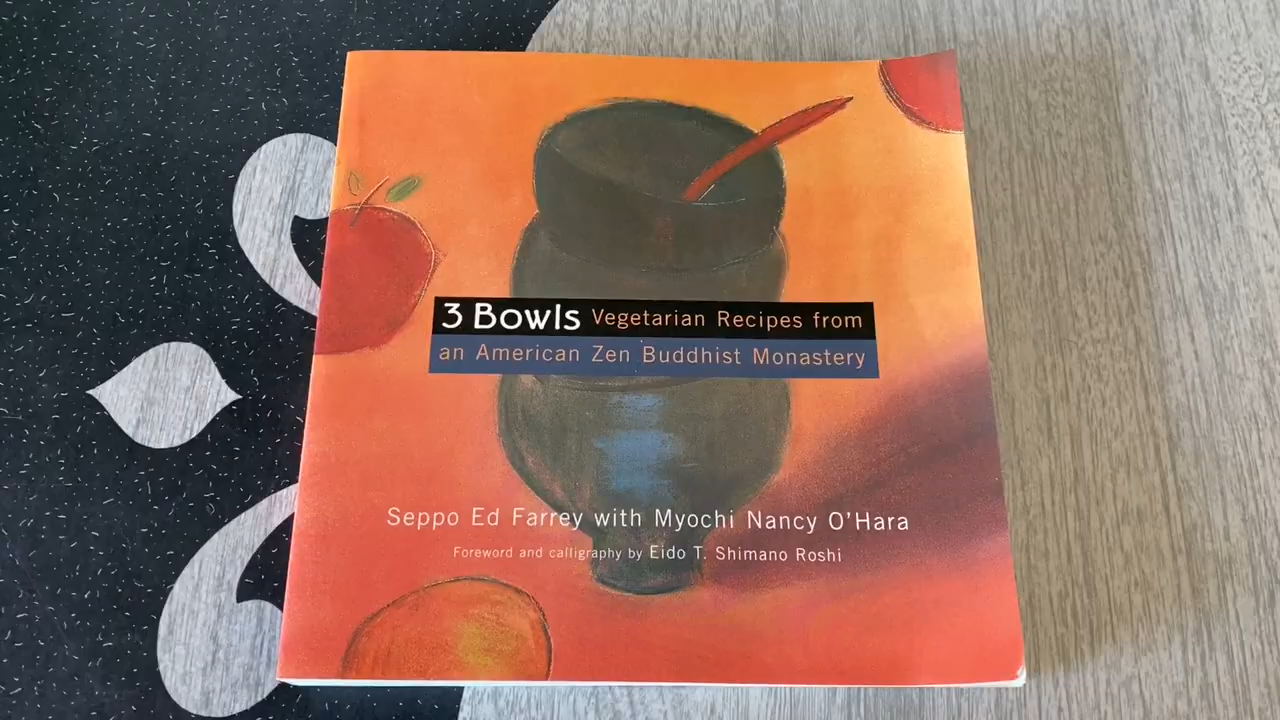 3 Bowls Vegetarian Recipes from
an American Zen Buddhist Monastery
Seppo Ed Farrey with Myochi Nancy O'Hara
Foreword and calligraphy by Eido T. Shimano Roshi